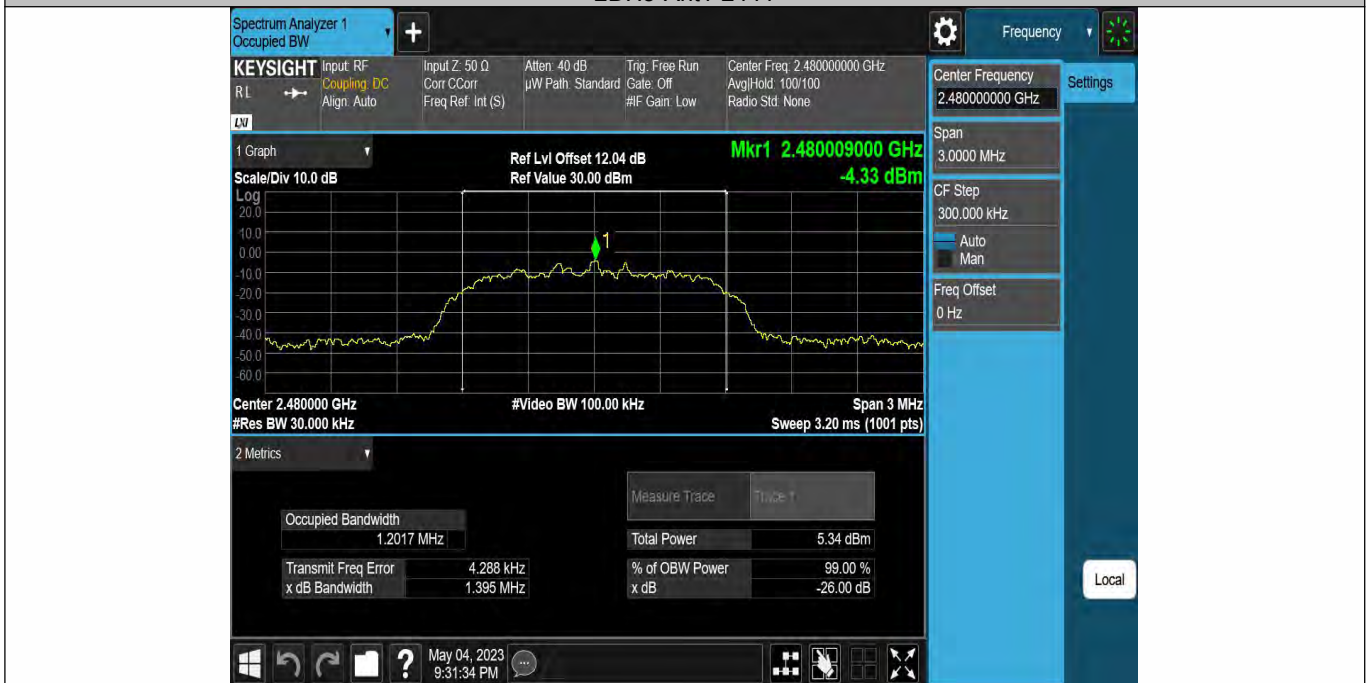 Spectrum Analyzer 1
Occupied BW
Frequency
KEYSIGHT
RL
LXI
Input: RF
Coupling: DC
Align: Auto
Input Z: 50 Ω
Corr CCorr
Freq Ref: Int (S)
Atten: 40 dB
µW Path: Standard
Trig: Free Run
Gate: Off
#IF Gain: Low
Center Freq: 2.480000000 GHz
Avg|Hold: 100/100
Radio Std: None
Center Frequency
2.480000000 GHz
Settings
Span
3.0000 MHz
CF Step
300.000 kHz
Auto
Man
Freq Offset
0 Hz
Local
1 Graph
Scale/Div 10.0 dB
Ref Lvl Offset 12.04 dB
Ref Value 30.00 dBm
Mkr1 2.480009000 GHz
-4.33 dBm
Log
20.0
10.0
0.00
-10.0
-20.0
-30.0
-40.0
-50.0
-60.0
1
Center 2.480000 GHz
#Video BW 100.00 kHz
Span 3 MHz
#Res BW 30.000 kHz
Sweep 3.20 ms (1001 pts)
2 Metrics
Measure Trace
Trace 1
Occupied Bandwidth
1.2017 MHz
Total Power
5.34 dBm
Transmit Freq Error
4.288 kHz
% of OBW Power
99.00 %
x dB Bandwidth
1.395 MHz
x dB
-26.00 dB
?
May 04, 2023
9:31:34 PM